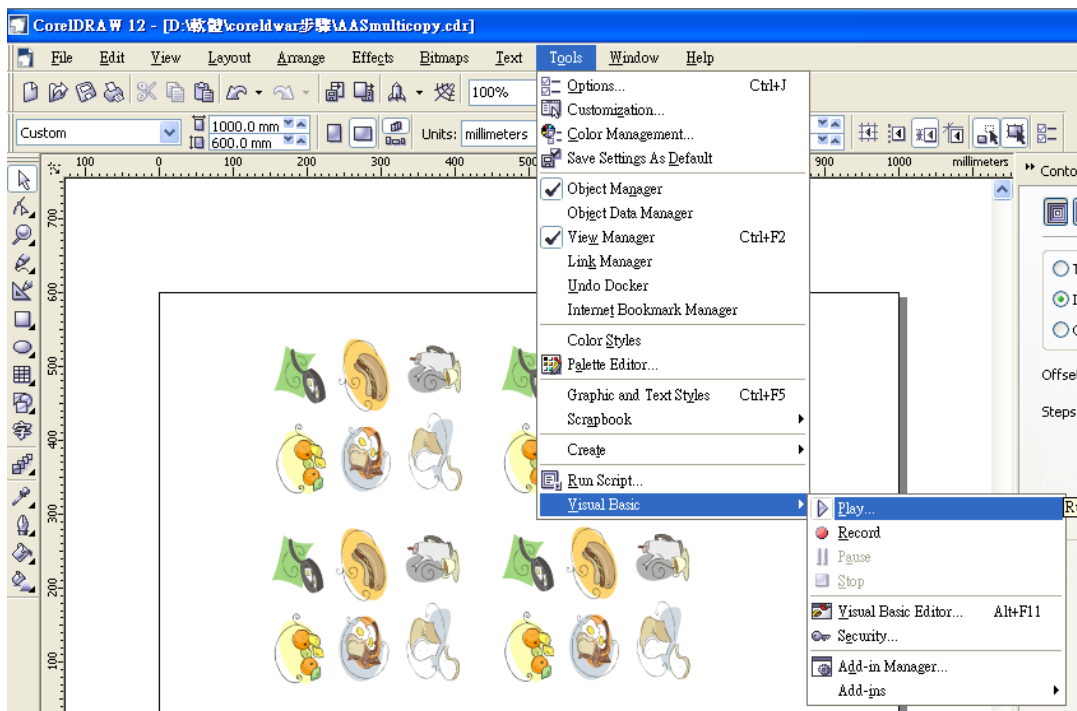 CorelDRAW 12 - [D:\軟體\coreldwar步驟\AASmulticopy.cdr]
File Edit View Layout Arrange Effects Bitmaps Text Tools Window Help
100%
Custom
1000.0 mm
600.0 mm
Units: millimeters
100 0 100 200 300 400 500 900 1000 millimeters
Conto
Options... Ctrl+J
Customization...
Color Management...
Save Settings As Default
Object Manager
Object Data Manager
View Manager Ctrl+F2
Link Manager
Undo Docker
Internet Bookmark Manager
Color Styles
Palette Editor...
Graphic and Text Styles Ctrl+F5
Scrapbook
Create
Run Script...
Visual Basic
Play...
Record
Pause
Stop
Visual Basic Editor... Alt+F11
Security...
Add-in Manager...
Add-ins
字
700
600
500
400
300
200
100
Offse
Steps